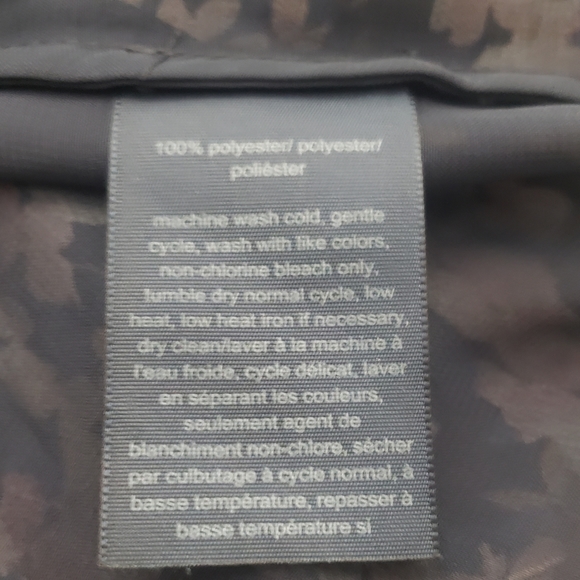 100% polyester/ polyester/
poliéster
machine wash cold, gentle
cycle, wash with like colors,
non-chlorine bleach only,
tumble dry normal cycle, low
heat, low heat iron if necessary,
dry clean/laver à la machine à
l'eau froide, cycle délicat, laver
en séparant les couleurs,
seulement agent de
blanchiment non-chlore, sécher
par culbutage à cycle normal, à
basse température, repasser à
basse température si